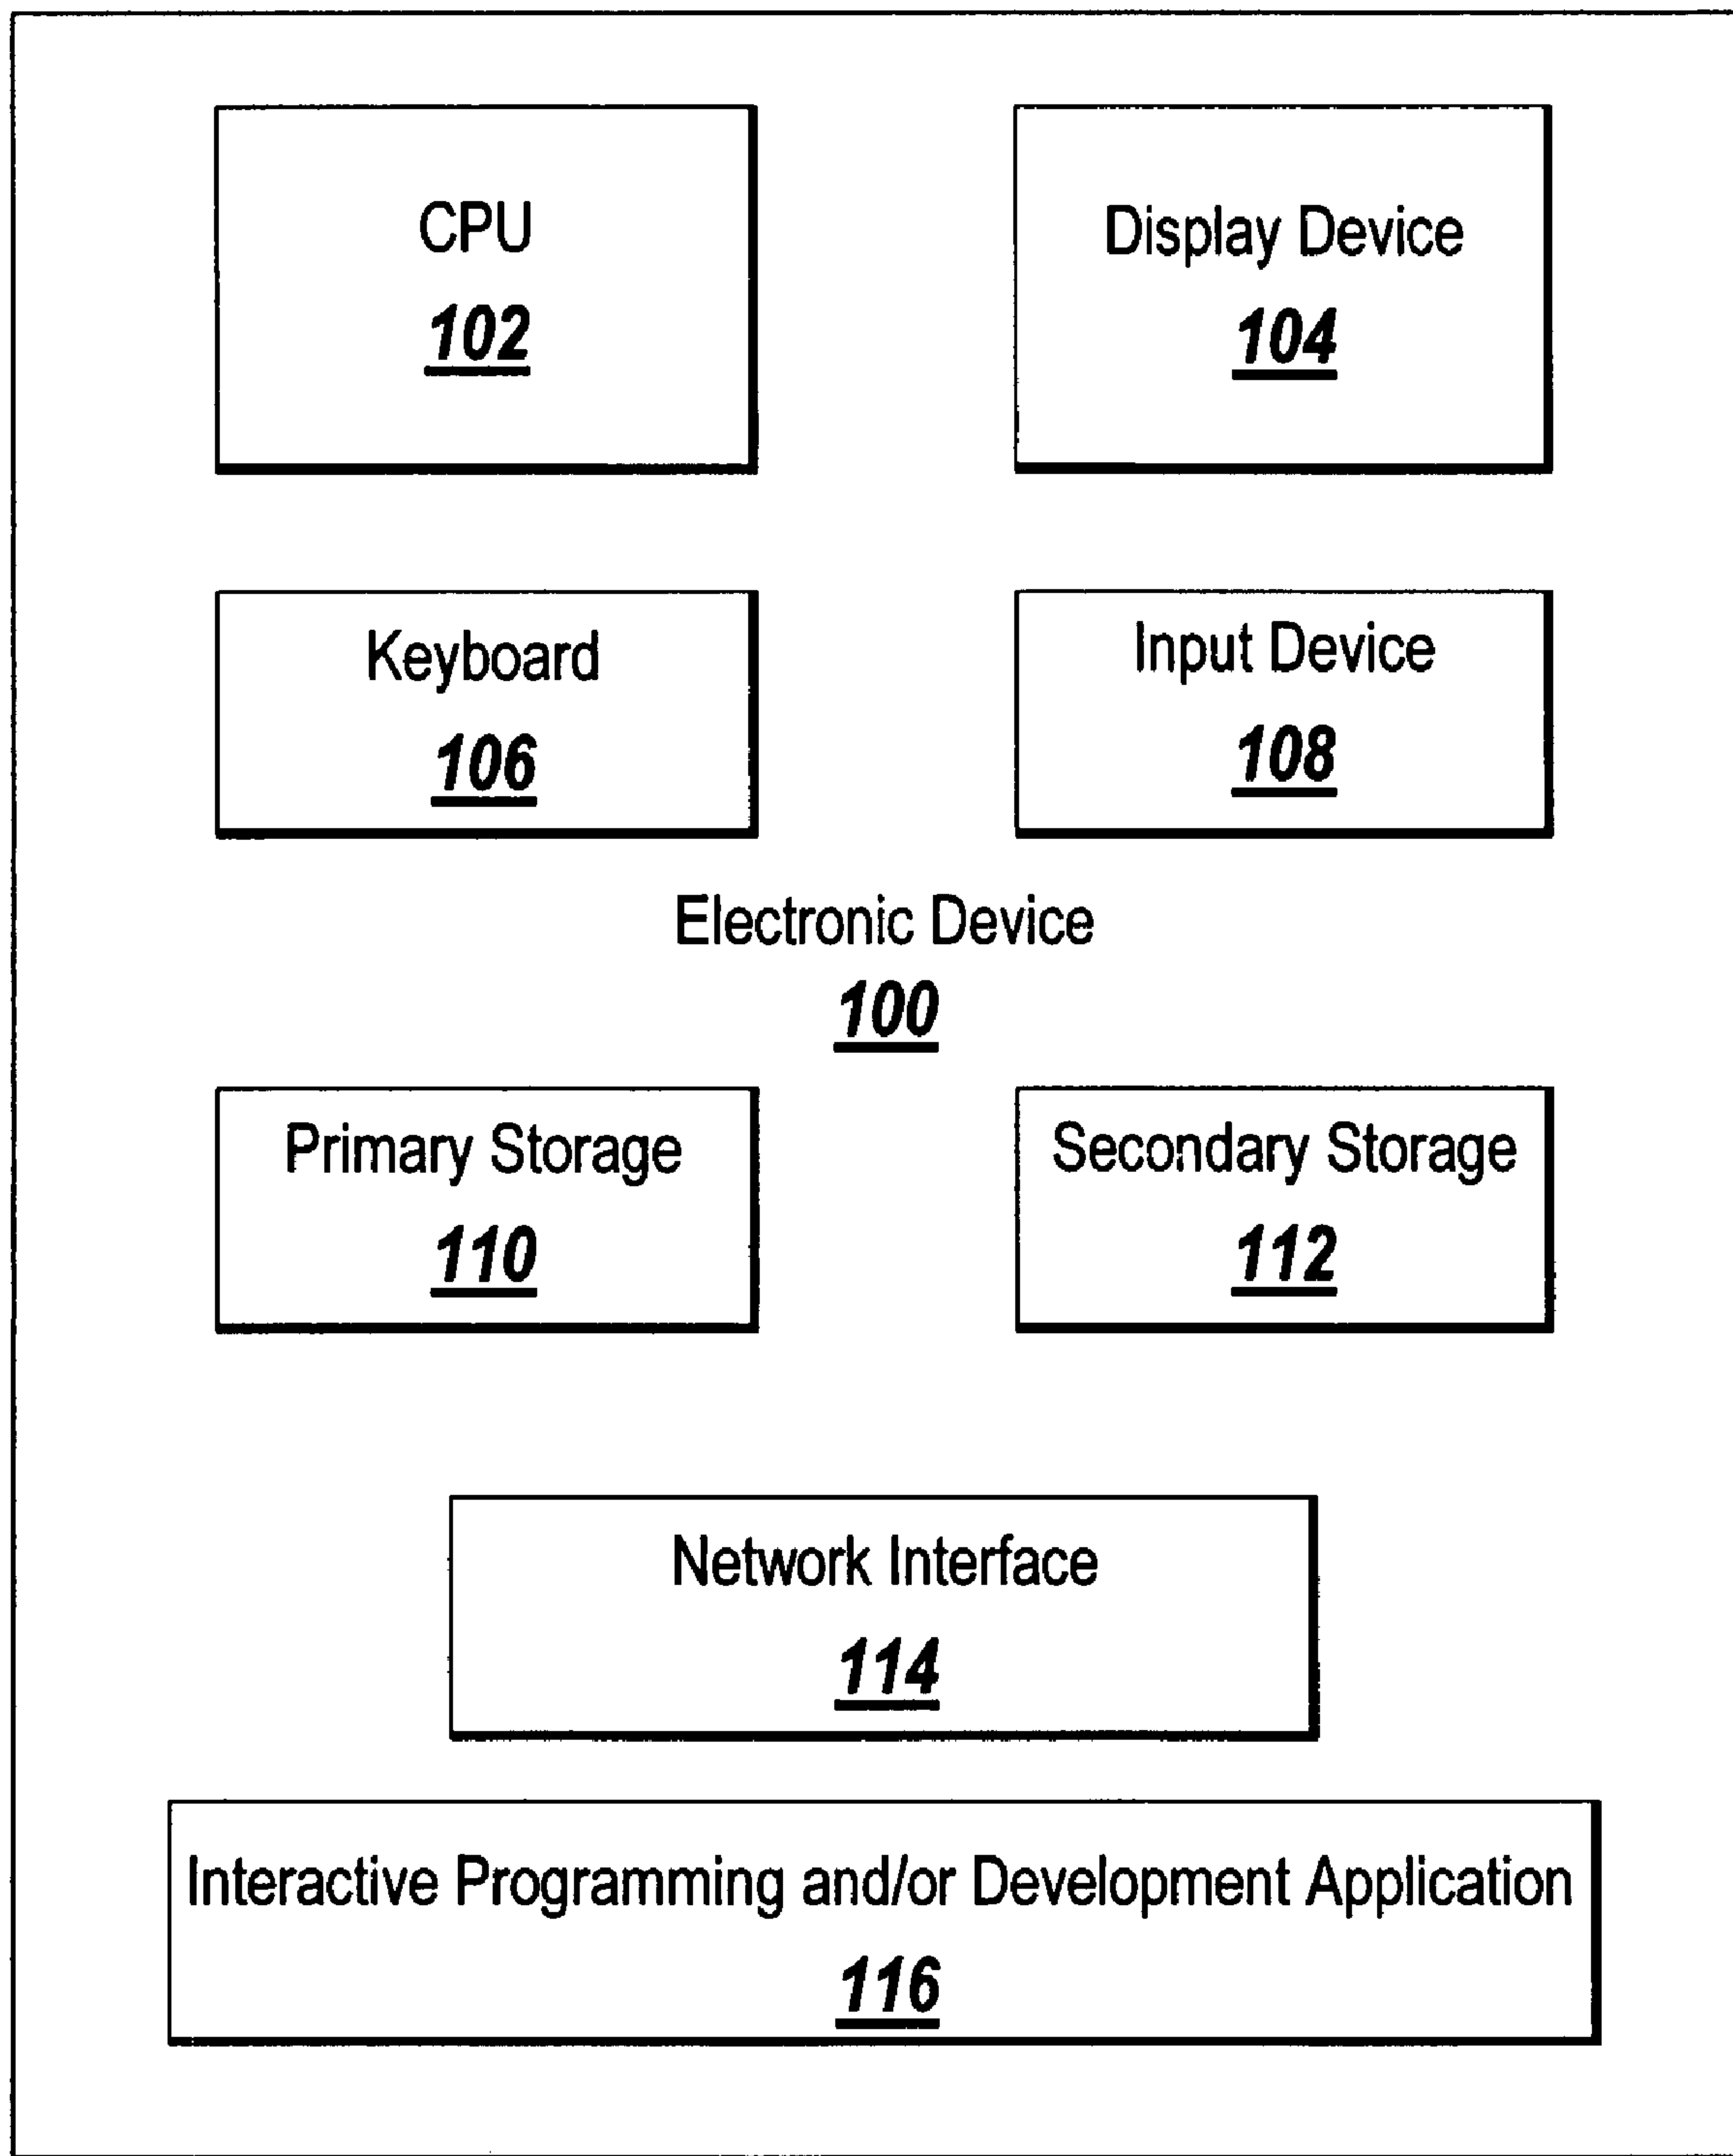 CPU
102
Display Device
104
Keyboard
106
Input Device
108
Electronic Device
100
Primary Storage
110
Secondary Storage
112
Network Interface
114
Interactive Programming and/or Development Application
116